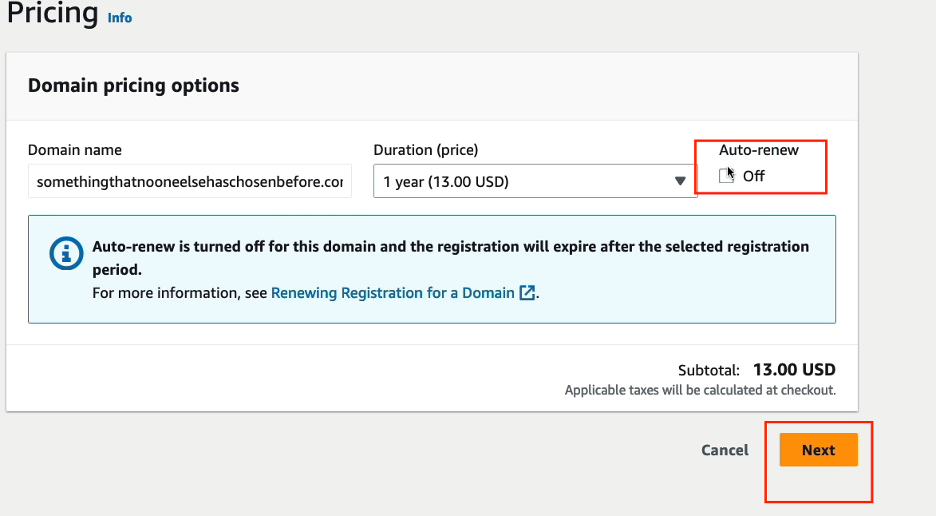 Pricing Info
Domain pricing options
Domain name
Duration (price)
Auto-renew
somethingthatnooneelsehaschosenbefore.cor
1 year (13.00 USD)
Off
Auto-renew is turned off for this domain and the registration will expire after the selected registration
period.
For more information, see Renewing Registration for a Domain.
Subtotal: 13.00 USD
Applicable taxes will be calculated at checkout.
Cancel
Next